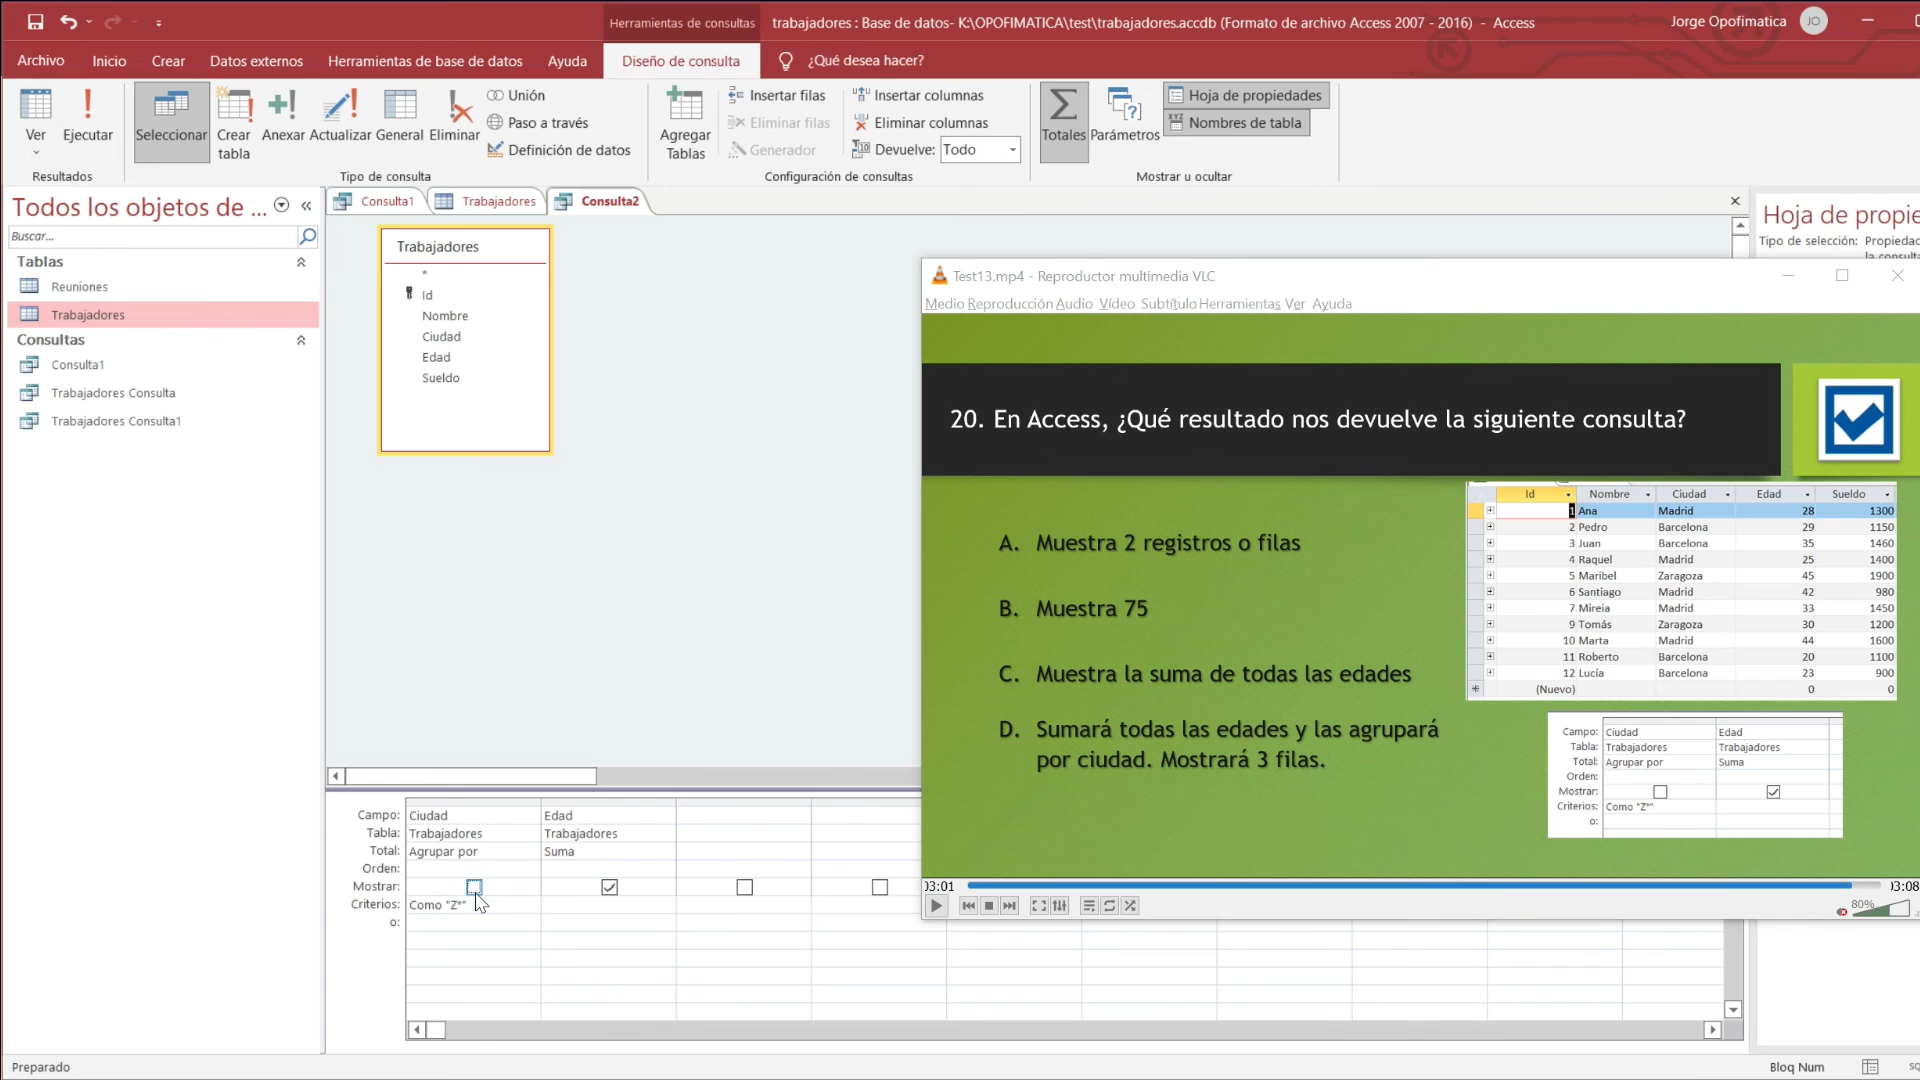 Herramientas de consultas
trabajadores : Base de datos- K:\OPOFIMATICA\test\trabajadores.accdb (Formato de archivo Access 2007 - 2016)  -  Access
Jorge Opofimatica
JO
Archivo
Inicio
Crear
Datos externos
Herramientas de base de datos
Ayuda
Diseño de consulta
¿Qué desea hacer?
Ver
Ejecutar
Resultados
Seleccionar
Crear tabla
Anexar
Actualizar
General
Eliminar
Unión
Paso a través
Definición de datos
Tipo de consulta
Agregar Tablas
Insertar filas
Eliminar filas
Generador
Insertar columnas
Eliminar columnas
Devuelve: Todo
Configuración de consultas
Totales
Parámetros
Hoja de propiedades
Nombres de tabla
Mostrar u ocultar
Todos los objetos de ...
Buscar...
Tablas
Reuniones
Trabajadores
Consultas
Consulta1
Trabajadores Consulta
Trabajadores Consulta1
Consulta1
Trabajadores
Consulta2
Trabajadores
*
Id
Nombre
Ciudad
Edad
Sueldo
Hoja de propie
Tipo de selección: Propiedad
la consult
Test13.mp4 - Reproductor multimedia VLC
Medio Reproducción Audio Vídeo Subtítulo Herramientas Ver Ayuda
20. En Access, ¿Qué resultado nos devuelve la siguiente consulta?
A. Muestra 2 registros o filas
B. Muestra 75
C. Muestra la suma de todas las edades
D. Sumará todas las edades y las agrupará
por ciudad. Mostrará 3 filas.
Id Nombre Ciudad Edad Sueldo
1 Ana Madrid 28 1300
2 Pedro Barcelona 29 1150
3 Juan Barcelona 35 1460
4 Raquel Madrid 25 1400
5 Maribel Zaragoza 45 1900
6 Santiago Madrid 42 980
7 Mireia Madrid 33 1450
9 Tomás Zaragoza 30 1200
10 Marta Madrid 44 1600
11 Roberto Barcelona 20 1100
12 Lucía Barcelona 23 900
(Nuevo) 0 0
Campo: Ciudad Edad
Tabla: Trabajadores Trabajadores
Total: Agrupar por Suma
Orden:
Mostrar:
Criterios: Como "Z*"
o:
03:01
03:08
80%
Campo: Ciudad Edad
Tabla: Trabajadores Trabajadores
Total: Agrupar por Suma
Orden:
Mostrar:
Criterios: Como "Z*"
o:
Preparado
Bloq Num